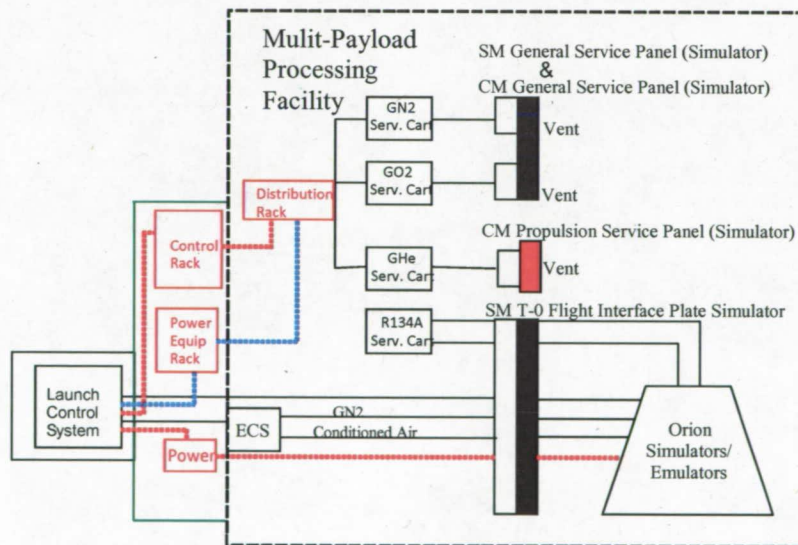 Mulit-Payload
Processing
Facility
SM General Service Panel (Simulator)
&
CM General Service Panel (Simulator)
GN2
Serv. Cart
Vent
GO2
Serv. Cart
Vent
Distribution
Rack
Control
Rack
CM Propulsion Service Panel (Simulator)
GHe
Serv. Cart
Vent
SM T-0 Flight Interface Plate Simulator
R134A
Serv. Cart
Power
Equip
Rack
Launch
Control
System
ECS
GN2
Conditioned Air
Orion
Simulators/
Emulators
Power